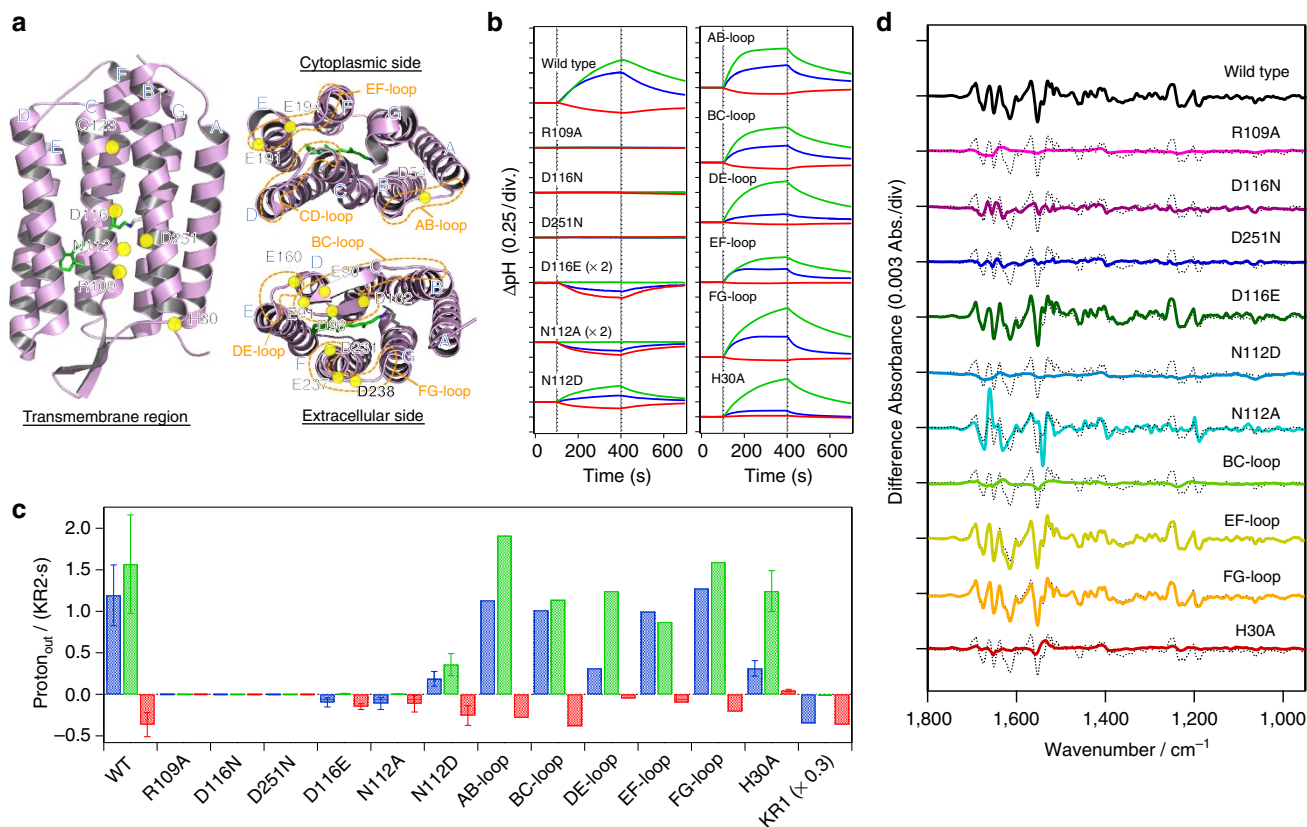 a
Cytoplasmic side
EF-loop
F
B
C
D
G
A
E
Q123
D116
N112
D251
R109
H30
Transmembrane region
E
E194
F
G
E191
A
D54
B
C
D
CD-loop
AB-loop
BC-loop
E160
D
E90
C
B
D102
E
D98
A
DE-loop
F
D231
G
E237
D238
FG-loop
Extracellular side
b
ΔpH (0.25/div.)
Wild type
R109A
D116N
D251N
D116E (× 2)
N112A (× 2)
N112D
0 200 400 600
Time (s)
AB-loop
BC-loop
DE-loop
EF-loop
FG-loop
H30A
0 200 400 600
Time (s)
c
Proton_out / (KR2·s)
2.0
1.5
1.0
0.5
0.0
−0.5
WT
R109A
D116N
D251N
D116E
N112A
N112D
AB-loop
BC-loop
DE-loop
EF-loop
FG-loop
H30A
KR1 (× 0.3)
d
Difference Absorbance (0.003 Abs./div)
Wild type
R109A
D116N
D251N
D116E
N112D
N112A
BC-loop
EF-loop
FG-loop
H30A
1,800 1,600 1,400 1,200 1,000
Wavenumber / cm⁻¹